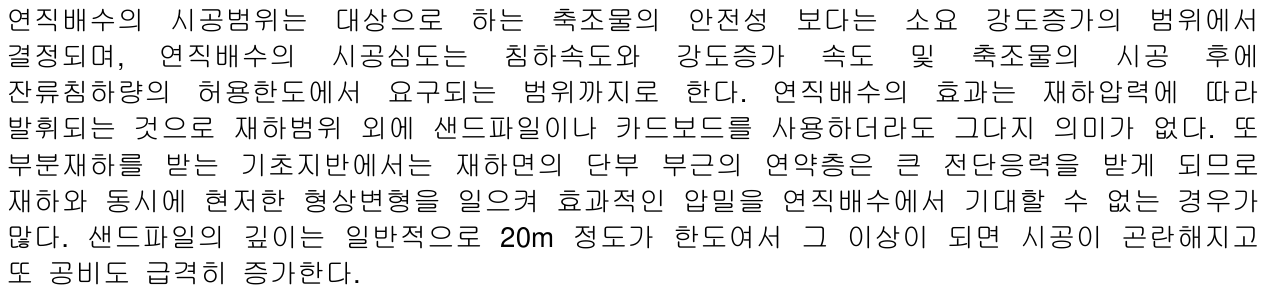 연직배수의 시공범위는 대상으로 하는 축조물의 안전성 보다는 소요 강도증가의 범위에서
결정되며, 연직배수의 시공심도는 침하속도와 강도증가 속도 및 축조물의 시공 후에
잔류침하량의 허용한도에서 요구되는 범위까지로 한다. 연직배수의 효과는 재하압력에 따라
발휘되는 것으로 재하범위 외에 샌드파일이나 카드보드를 사용하더라도 그다지 의미가 없다. 또
부분재하를 받는 기초지반에서는 재하면의 단부 부근의 연약층은 큰 전단응력을 받게 되므로
재하와 동시에 현저한 형상변형을 일으켜 효과적인 압밀을 연직배수에서 기대할 수 없는 경우가
많다. 샌드파일의 깊이는 일반적으로 20m 정도가 한도여서 그 이상이 되면 시공이 곤란해지고
또 공비도 급격히 증가한다.